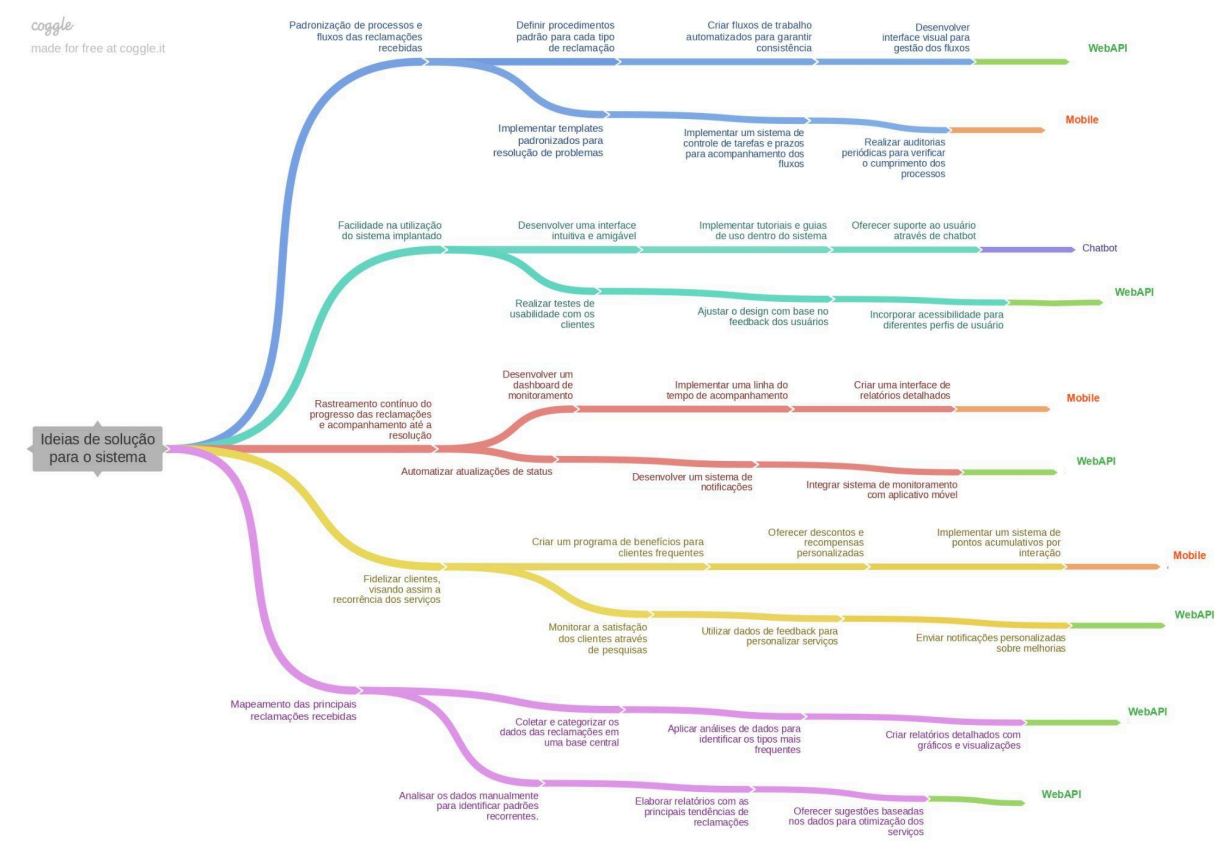 coggle
made for free at coggle.it
Padronização de processos e
fluxos das reclamações
recebidas
Definir procedimentos
padrão para cada tipo
de reclamação
Criar fluxos de trabalho
automatizados para garantir
consistência
Desenvolver
interface visual para
gestão dos fluxos
WebAPI
Implementar templates
padronizados para
resolução de problemas
Implementar um sistema de
controle de tarefas e prazos
para acompanhamento dos
fluxos
Realizar auditorias
periódicas para verificar
o cumprimento dos
processos
Mobile
Facilidade na utilização
do sistema implantado
Desenvolver uma interface
intuitiva e amigável
Implementar tutoriais e guias
de uso dentro do sistema
Oferecer suporte ao usuário
através de chatbot
Chatbot
Realizar testes de
usabilidade com os
clientes
Ajustar o design com base no
feedback dos usuários
Incorporar acessibilidade para
diferentes perfis de usuário
WebAPI
Ideias de solução
para o sistema
Rastreamento contínuo do
progresso das reclamações
e acompanhamento até a
resolução
Desenvolver um
dashboard de
monitoramento
Implementar uma linha do
tempo de acompanhamento
Criar uma interface de
relatórios detalhados
Mobile
Automatizar atualizações de status
Desenvolver um sistema de
notificações
Integrar sistema de monitoramento
com aplicativo móvel
WebAPI
Fidelizar clientes,
visando assim a
recorrência dos serviços
Criar um programa de benefícios para
clientes frequentes
Oferecer descontos e
recompensas
personalizadas
Implementar um sistema de
pontos acumulativos por
interação
Mobile
Monitorar a satisfação
dos clientes através
de pesquisas
Utilizar dados de feedback para
personalizar serviços
Enviar notificações personalizadas
sobre melhorias
WebAPI
Mapeamento das principais
reclamações recebidas
Coletar e categorizar os
dados das reclamações em
uma base central
Aplicar análises de dados para
identificar os tipos mais
frequentes
Criar relatórios detalhados com
gráficos e visualizações
WebAPI
Analisar os dados manualmente
para identificar padrões
recorrentes.
Elaborar relatórios com as
principais tendências de
reclamações
Oferecer sugestões baseadas
nos dados para otimização dos
serviços
WebAPI